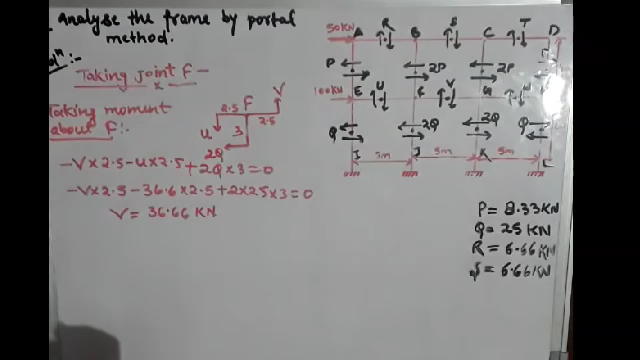 Analyse the frame by portal
method.
Sol^n:-
Taking joint F-
Taking moment
about F:-
2.5 F V
3 2.5
U
2Q
-V×2.5-U×2.5+2Q×3=0
-V×2.5-36.6×2.5+2×25×3=0
V= 36.66 KN
50KN A R B S C T D
P 2P 2P
100KN E U F V G
Q 2Q 2Q Q
I J K L
5m 5m 5m
P= 8.33KN
Q= 25KN
R= 6.66KN
S= 6.66KN